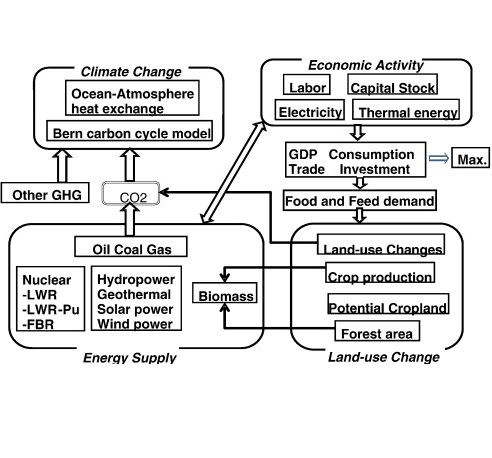 Climate Change
Ocean-Atmosphere
heat exchange
Bern carbon cycle model
Economic Activity
Labor
Capital Stock
Electricity
Thermal energy
GDP Consumption
Trade Investment
Max.
Other GHG
CO2
Food and Feed demand
Oil Coal Gas
Nuclear
-LWR
-LWR-Pu
-FBR
Hydropower
Geothermal
Solar power
Wind power
Biomass
Energy Supply
Land-use Changes
Crop production
Potential Cropland
Forest area
Land-use Change